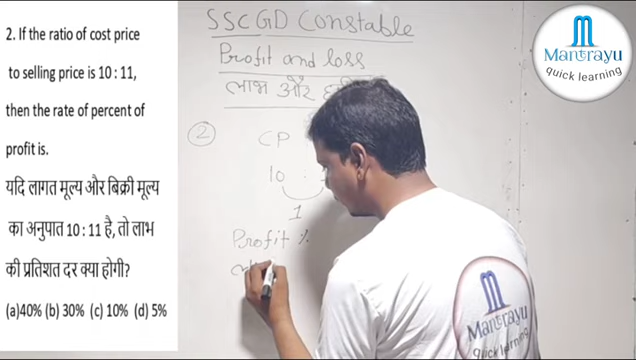 2. If the ratio of cost price
to selling price is 10 : 11,
then the rate of percent of
profit is.
यदि लागत मूल्य और बिक्री मूल्य
का अनुपात 10 : 11 है, तो लाभ
की प्रतिशत दर क्या होगी?
(a)40% (b) 30% (c) 10% (d) 5%
SSC GD Constable
Profit and loss
लाभ और
2
CP
10 :
1
Profit %
Mantrayu
quick learning
Mantrayu
quick learning